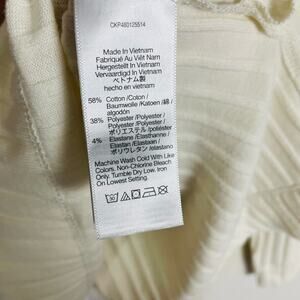 CKP480125514
Made In Vietnam
Fabriqué Au Viêt Nam
Hergestellt In Vietnam
Vervaardigd In Vietnam
ベトナム製
hecho en vietnam
58% Cotton /Coton /
Baumwolle /Katoen /綿 /
algodón
38% Polyester /Polyester /
Polyester /Polyester /
ポリエステル /poliéster
4% Elastane /Elasthanne /
Elastan /Elastaan /
ポリウレタン /elastano
Machine Wash Cold With Like
Colors. Non-Chlorine Bleach
Only. Tumble Dry Low. Iron
On Lowest Setting.